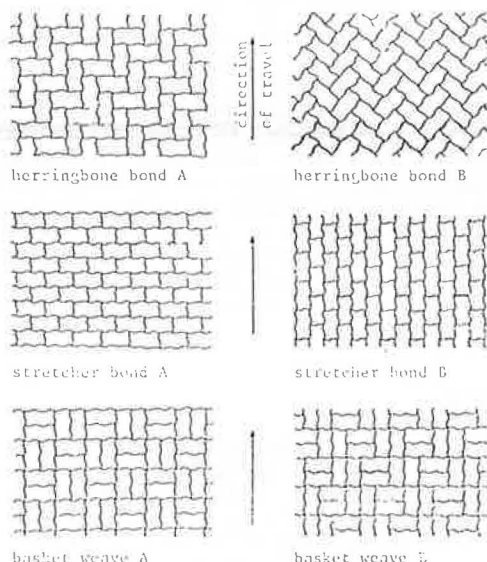 herringbone bond A
direction
of travel
herringbone bond B
stretcher bond A
stretcher bond B
basket weave A
basket weave